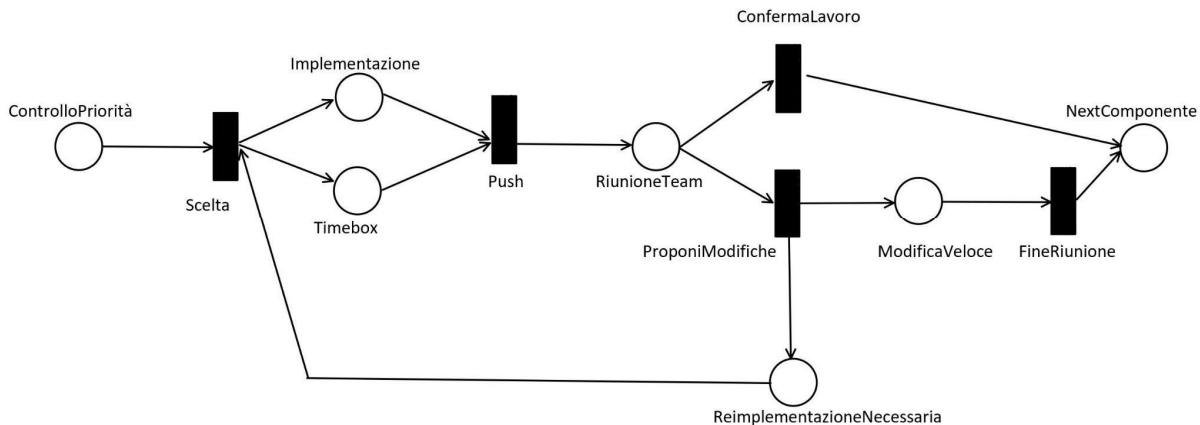 ConfermaLavoro
Implementazione
ControlloPriorità
NextComponente
Push
RiunioneTeam
Scelta
Timebox
ProponiModifiche
ModificaVeloce
FineRiunione
ReimplementazioneNecessaria